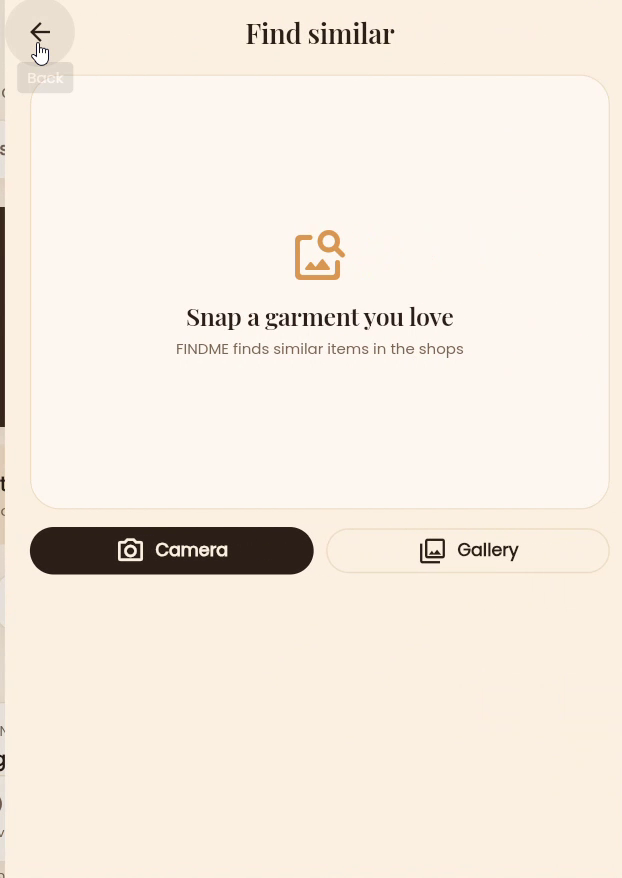 Find similar
Back
Snap a garment you love
FINDME finds similar items in the shops
Camera
Gallery